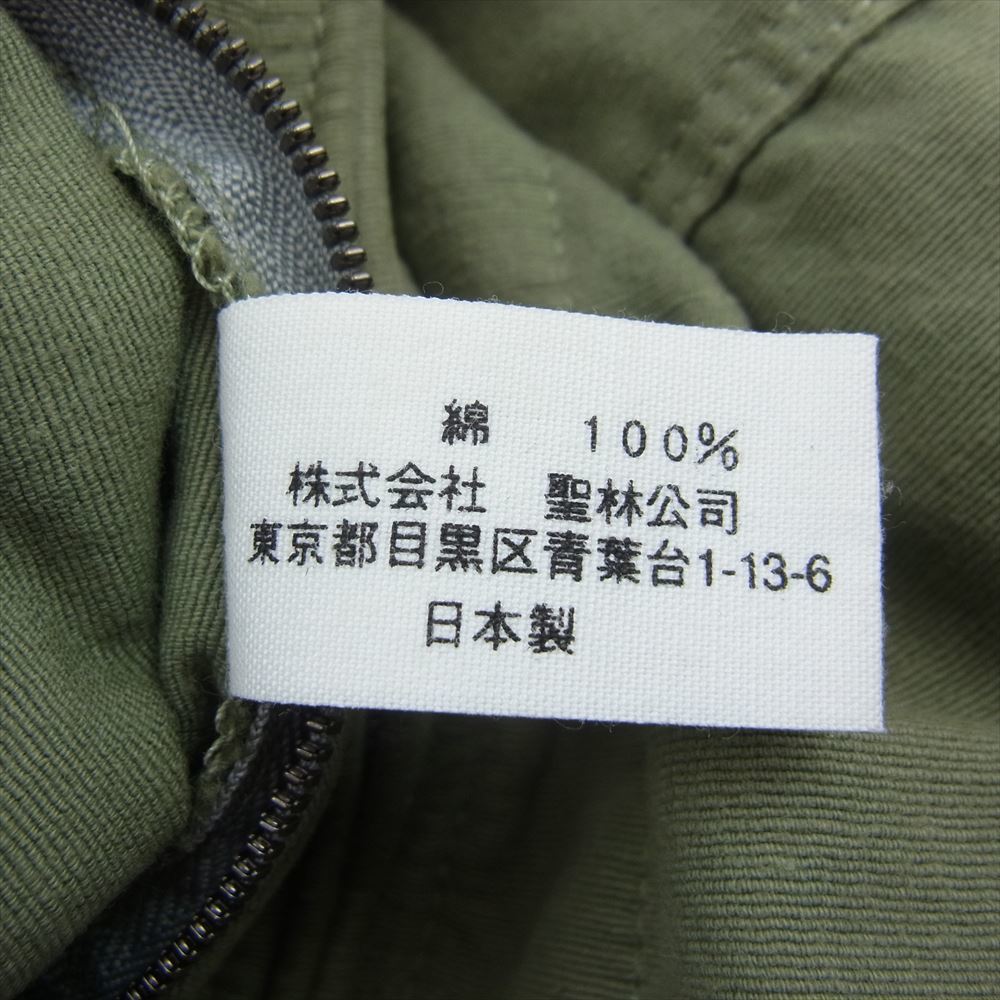 綿 100%
株式会社 聖林公司
東京都目黒区青葉台1-13-6
日本製